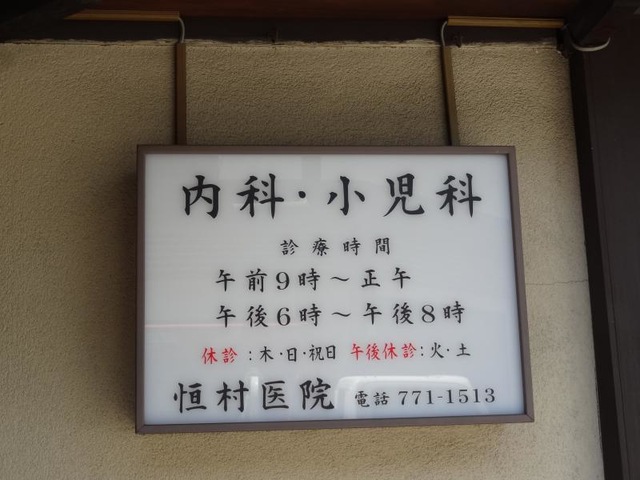 内科・小児科
診療時間
午前9時～正午
午後6時～午後8時
休診：木・日・祝日 午後休診：火・土
恒村医院 電話 771-1513